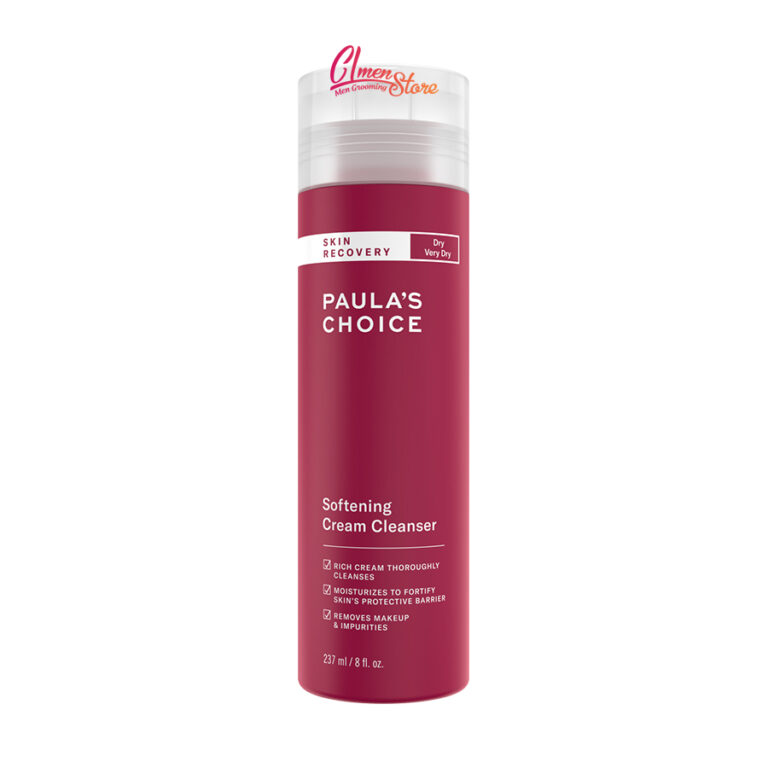 CImen
Men Grooming Store
SKIN
RECOVERY
Dry
Very Dry
PAULA'S
CHOICE
Softening
Cream Cleanser
☑ RICH CREAM THOROUGHLY
CLEANSES
☑ MOISTURIZES TO FORTIFY
SKIN'S PROTECTIVE BARRIER
☑ REMOVES MAKEUP
& IMPURITIES
237 ml / 8 fl. oz.